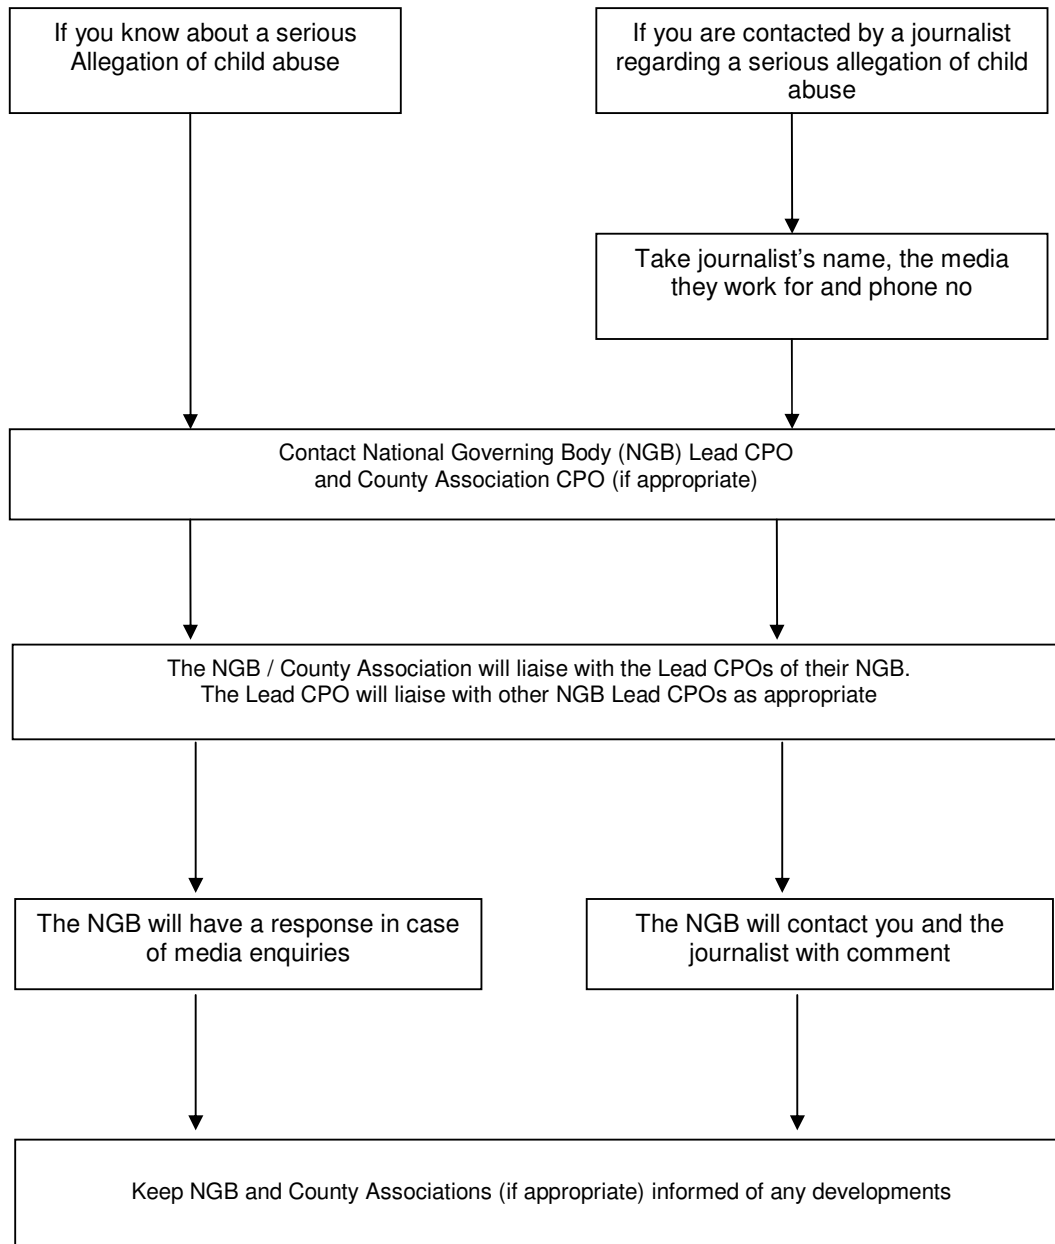 If you know about a serious
Allegation of child abuse
If you are contacted by a journalist
regarding a serious allegation of child
abuse
Take journalist’s name, the media
they work for and phone no
Contact National Governing Body (NGB) Lead CPO
and County Association CPO (if appropriate)
The NGB / County Association will liaise with the Lead CPOs of their NGB.
The Lead CPO will liaise with other NGB Lead CPOs as appropriate
The NGB will have a response in case
of media enquiries
The NGB will contact you and the
journalist with comment
Keep NGB and County Associations (if appropriate) informed of any developments